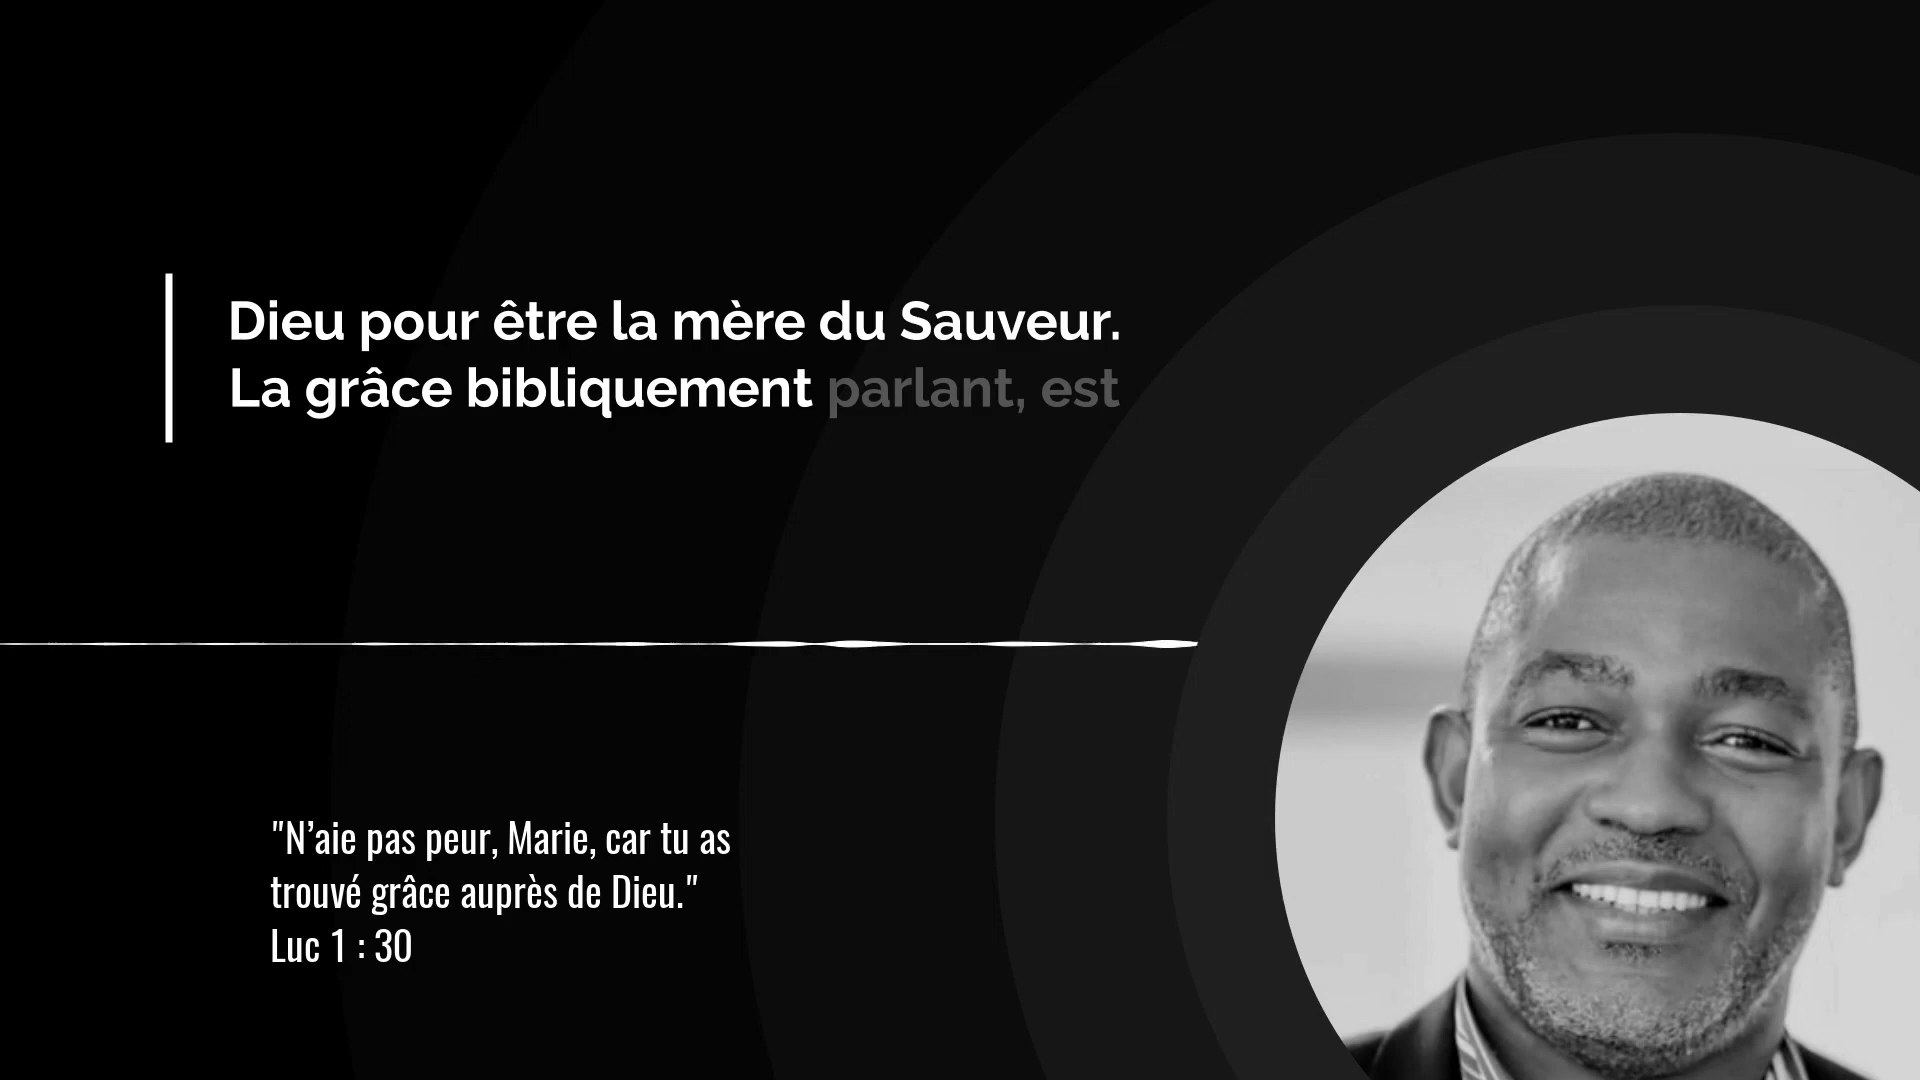 Dieu pour être la mère du Sauveur.
La grâce bibliquement parlant, est
"N’aie pas peur, Marie, car tu as
trouvé grâce auprès de Dieu."
Luc 1 : 30